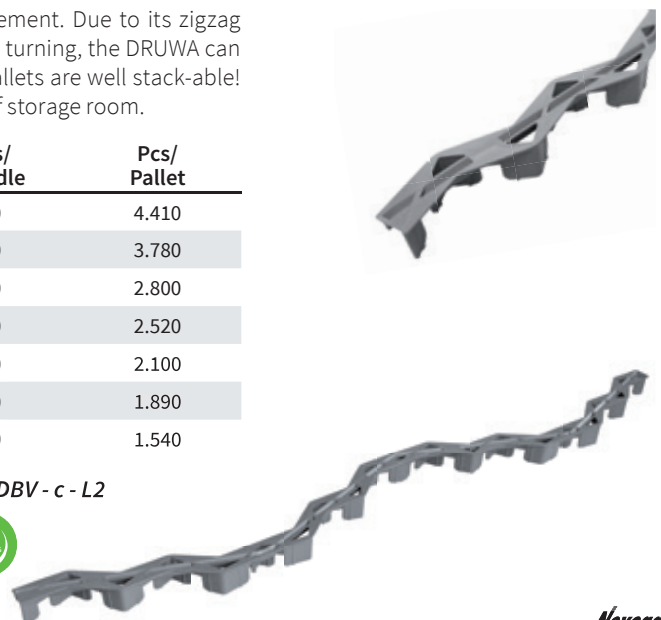 ement. Due to its zigzag
turning, the DRUWA can
allets are well stack-able!
f storage room.
s/ Pcs/
dle Pallet
4.410
3.780
2.800
2.520
2.100
1.890
1.540
DBV - c - L2